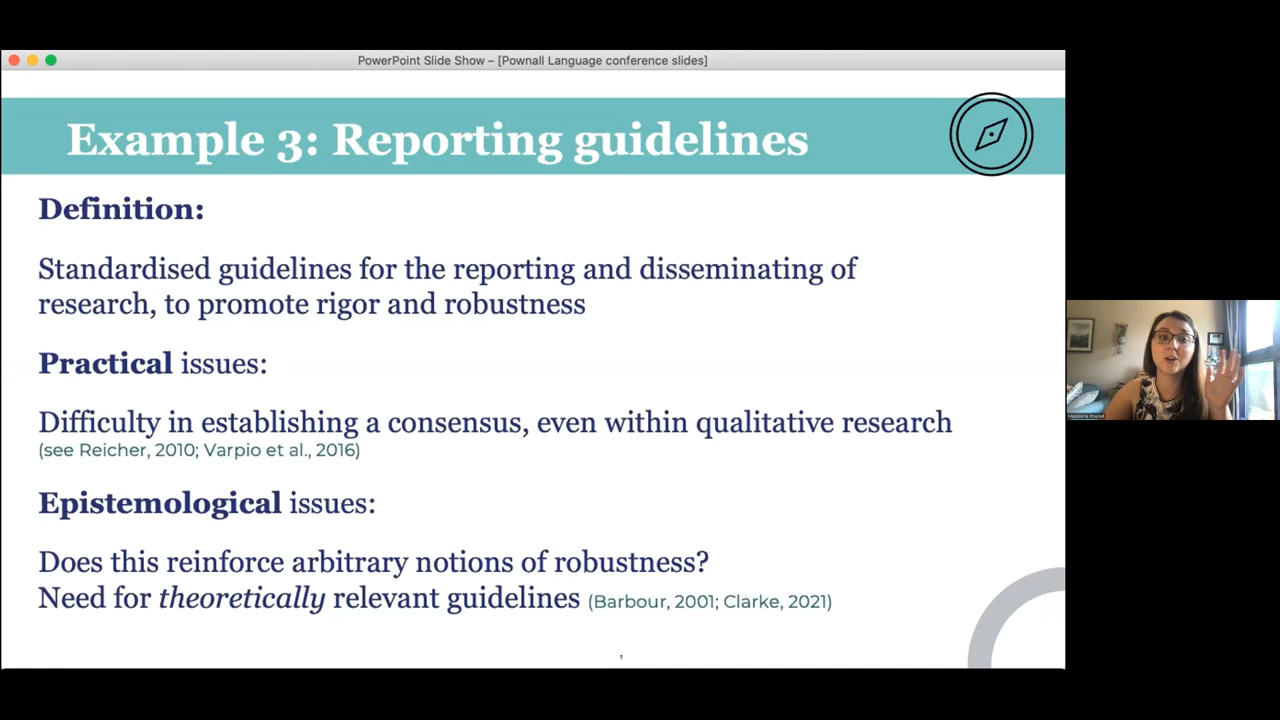 PowerPoint Slide Show – [Pownall Language conference slides]
Example 3: Reporting guidelines
Definition:
Standardised guidelines for the reporting and disseminating of
research, to promote rigor and robustness
Practical issues:
Difficulty in establishing a consensus, even within qualitative research
(see Reicher, 2010; Varpio et al., 2016)
Epistemological issues:
Does this reinforce arbitrary notions of robustness?
Need for theoretically relevant guidelines (Barbour, 2001; Clarke, 2021)